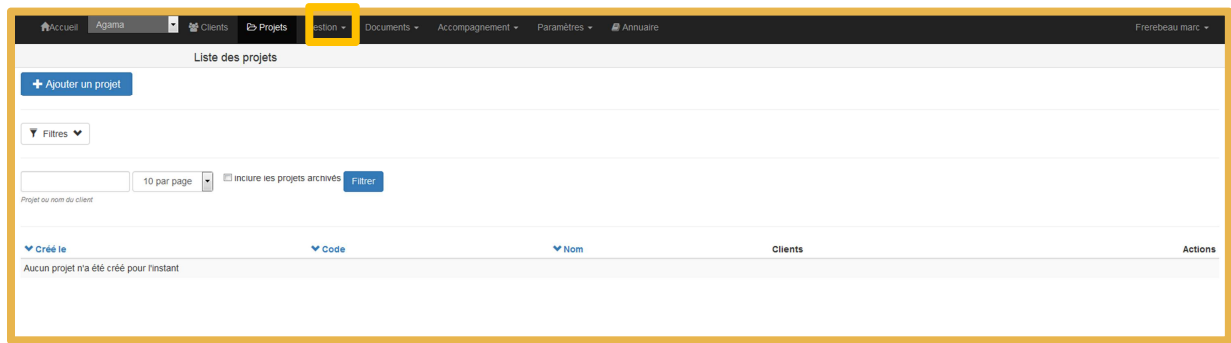 Accueil Agama Clients Projets estion Documents Accompagnement Paramètres Annuaire Frerebeau marc
Liste des projets
+ Ajouter un projet
Filtres
10 par page Inclure les projets archivés Filtrer
Projet ou nom du client
Créé le Code Nom Clients Actions
Aucun projet n'a été créé pour l'instant